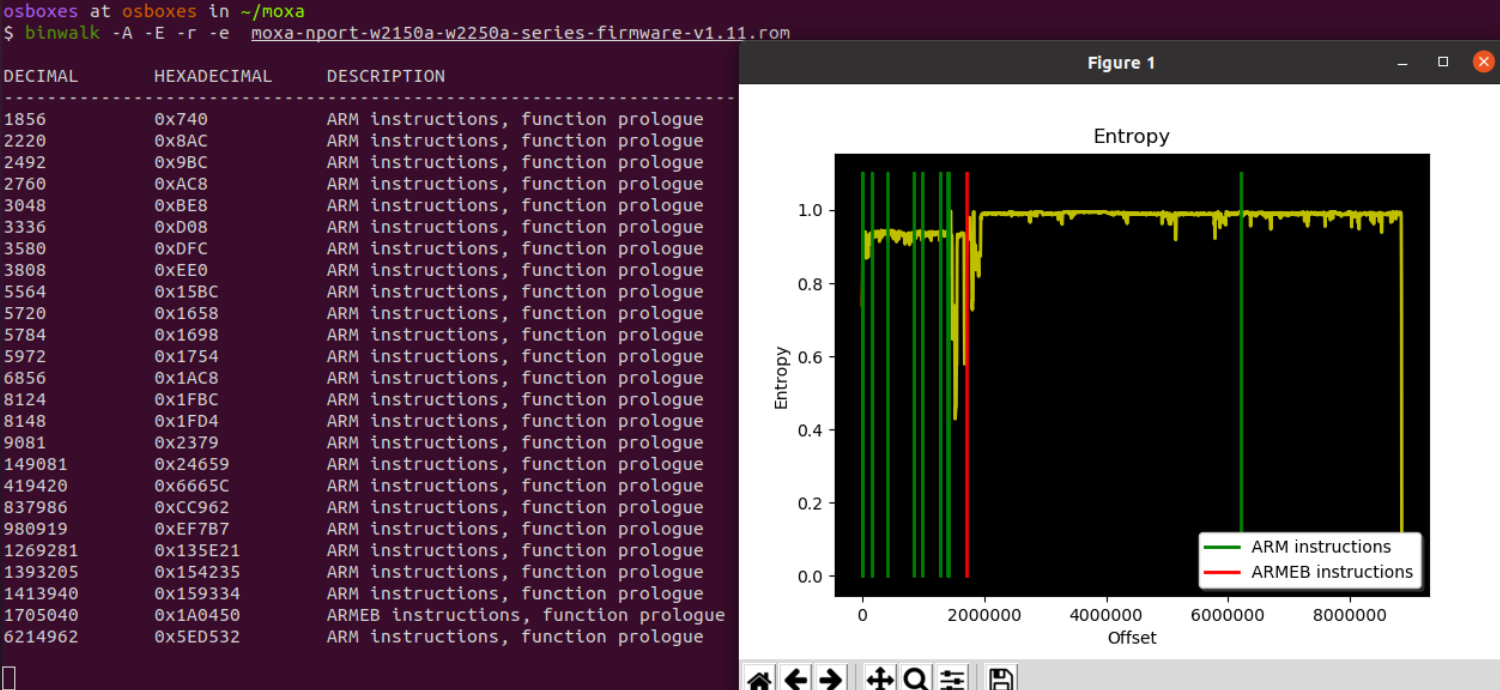 osboxes at osboxes in ~/moxa
$ binwalk -A -E -r -e  moxa-nport-w2150a-w2250a-series-firmware-v1.11.rom
DECIMAL       HEXADECIMAL     DESCRIPTION
--------------------------------------------------------------------
1856          0x740           ARM instructions, function prologue
2220          0x8AC           ARM instructions, function prologue
2492          0x9BC           ARM instructions, function prologue
2760          0xAC8           ARM instructions, function prologue
3048          0xBE8           ARM instructions, function prologue
3336          0xD08           ARM instructions, function prologue
3580          0xDFC           ARM instructions, function prologue
3808          0xEE0           ARM instructions, function prologue
5564          0x15BC          ARM instructions, function prologue
5720          0x1658          ARM instructions, function prologue
5784          0x1698          ARM instructions, function prologue
5972          0x1754          ARM instructions, function prologue
6856          0x1AC8          ARM instructions, function prologue
8124          0x1FBC          ARM instructions, function prologue
8148          0x1FD4          ARM instructions, function prologue
9081          0x2379          ARM instructions, function prologue
149081        0x24659         ARM instructions, function prologue
419420        0x6665C         ARM instructions, function prologue
837986        0xCC962         ARM instructions, function prologue
980919        0xEF7B7         ARM instructions, function prologue
1269281       0x135E21        ARM instructions, function prologue
1393205       0x154235        ARM instructions, function prologue
1413940       0x159334        ARM instructions, function prologue
1705040       0x1A0450        ARMEB instructions, function prologue
6214962       0x5ED532        ARM instructions, function prologue
Figure 1
Entropy
1.0
0.8
0.6
0.4
0.2
0.0
Entropy
ARM instructions
ARMEB instructions
0 2000000 4000000 6000000 8000000
Offset